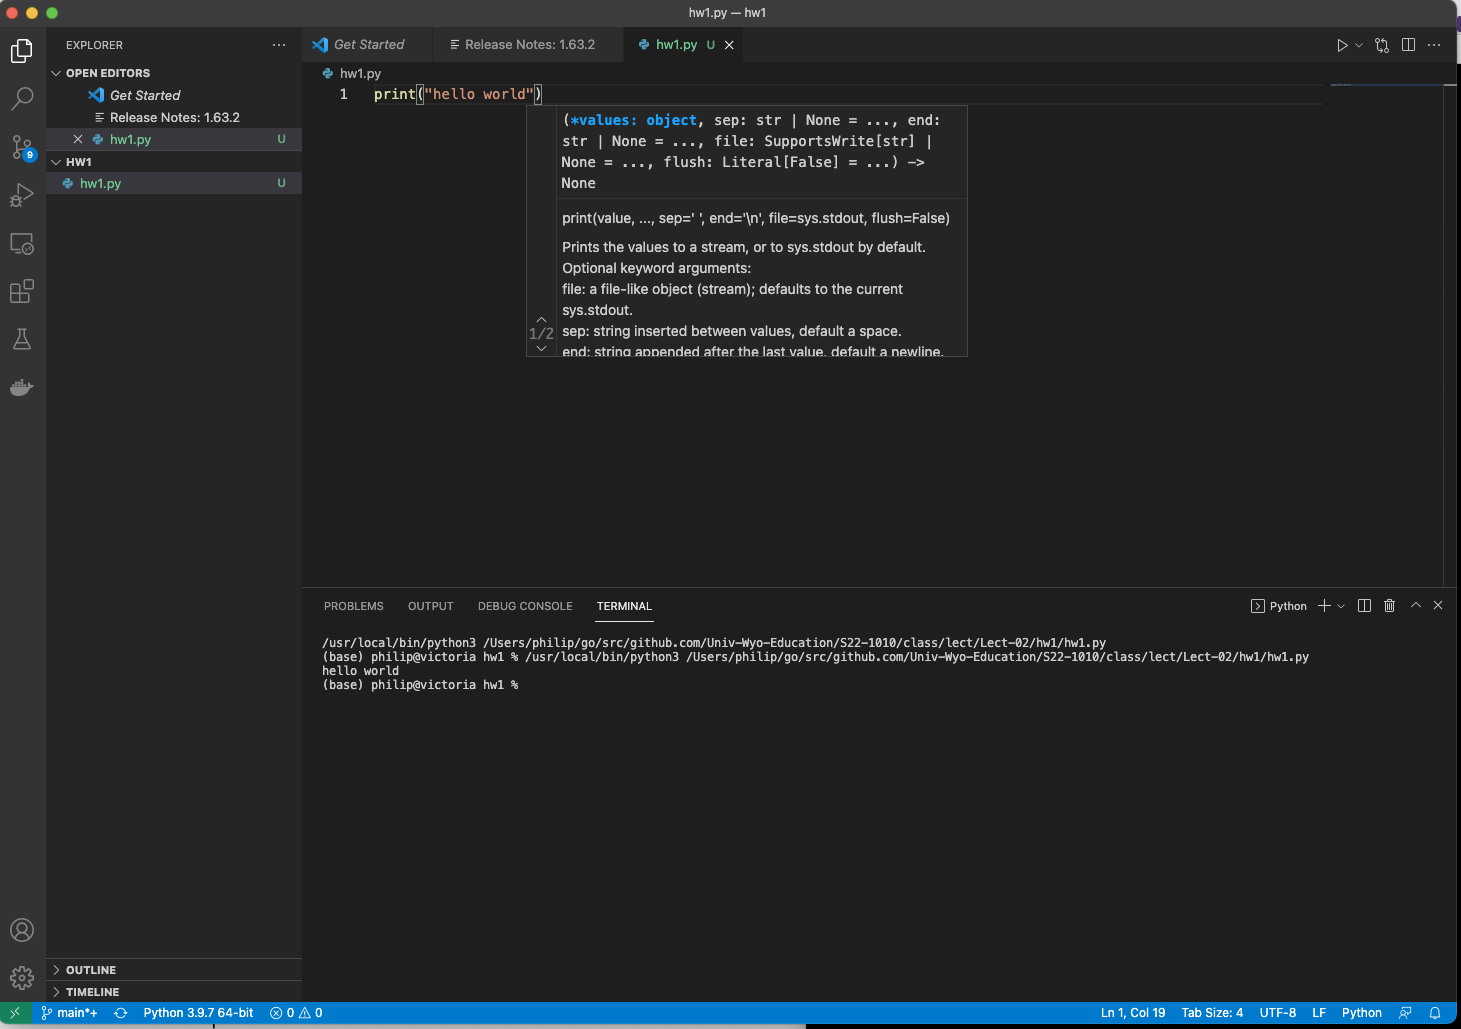 hw1.py — hw1
EXPLORER
Get Started
Release Notes: 1.63.2
hw1.py U
OPEN EDITORS
Get Started
Release Notes: 1.63.2
hw1.py U
HW1
hw1.py U
9
hw1.py
1 print("hello world")
(*values: object, sep: str | None = ..., end:
str | None = ..., file: SupportsWrite[str] |
None = ..., flush: Literal[False] = ...) ->
None
print(value, ..., sep=' ', end='\n', file=sys.stdout, flush=False)
Prints the values to a stream, or to sys.stdout by default.
Optional keyword arguments:
file: a file-like object (stream); defaults to the current
sys.stdout.
1/2
sep: string inserted between values, default a space.
end: string appended after the last value, default a newline.
PROBLEMS OUTPUT DEBUG CONSOLE TERMINAL
Python
/usr/local/bin/python3 /Users/philip/go/src/github.com/Univ-Wyo-Education/S22-1010/class/lect/Lect-02/hw1/hw1.py
(base) philip@victoria hw1 % /usr/local/bin/python3 /Users/philip/go/src/github.com/Univ-Wyo-Education/S22-1010/class/lect/Lect-02/hw1/hw1.py
hello world
(base) philip@victoria hw1 %
OUTLINE
TIMELINE
main*+ Python 3.9.7 64-bit 0 0 Ln 1, Col 19 Tab Size: 4 UTF-8 LF Python